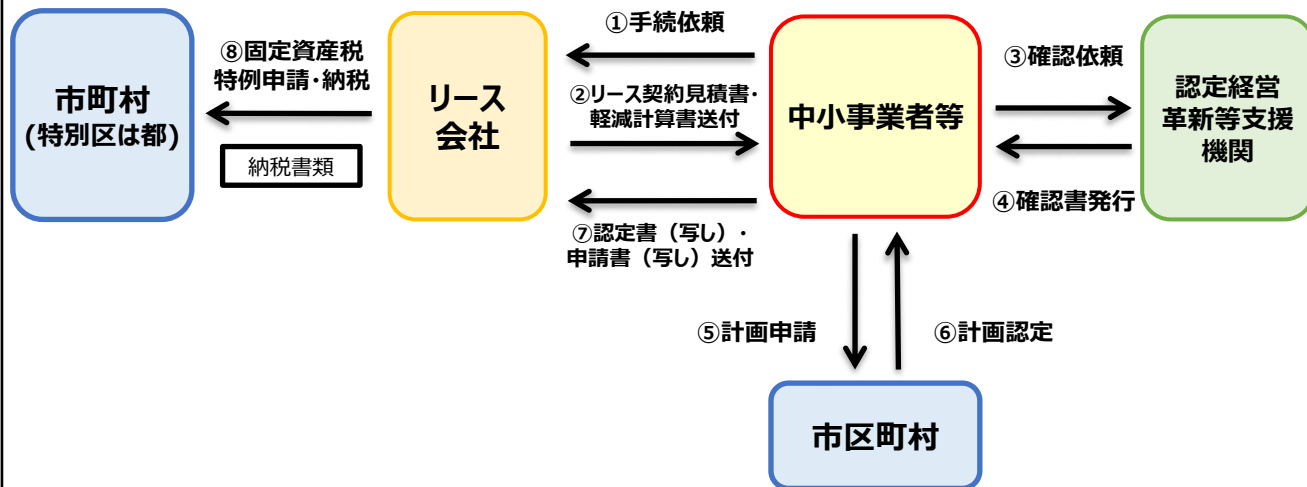 市町村
(特別区は都)
⑧固定資産税
特例申請・納税
納税書類
リース
会社
①手続依頼
②リース契約見積書・
軽減計算書送付
⑦認定書（写し）・
申請書（写し）送付
中小事業者等
③確認依頼
④確認書発行
認定経営
革新等支援
機関
⑤計画申請
⑥計画認定
市区町村